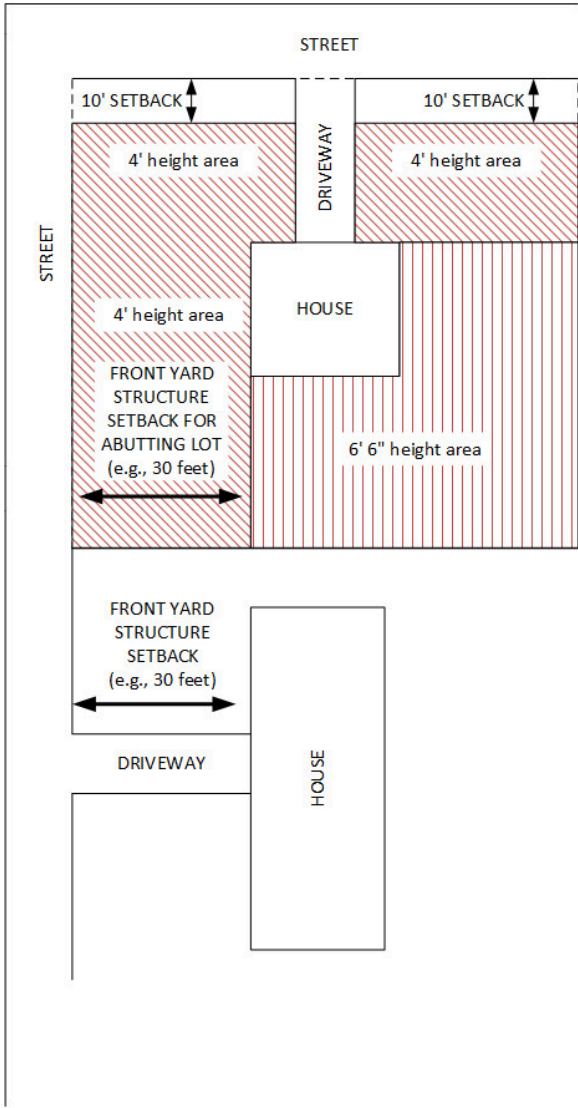 STREET
10' SETBACK
10' SETBACK
4' height area
DRIVEWAY
4' height area
STREET
HOUSE
4' height area
FRONT YARD
STRUCTURE
SETBACK FOR
ABUTTING LOT
(e.g., 30 feet)
6' 6" height area
FRONT YARD
STRUCTURE
SETBACK
(e.g., 30 feet)
DRIVEWAY
HOUSE